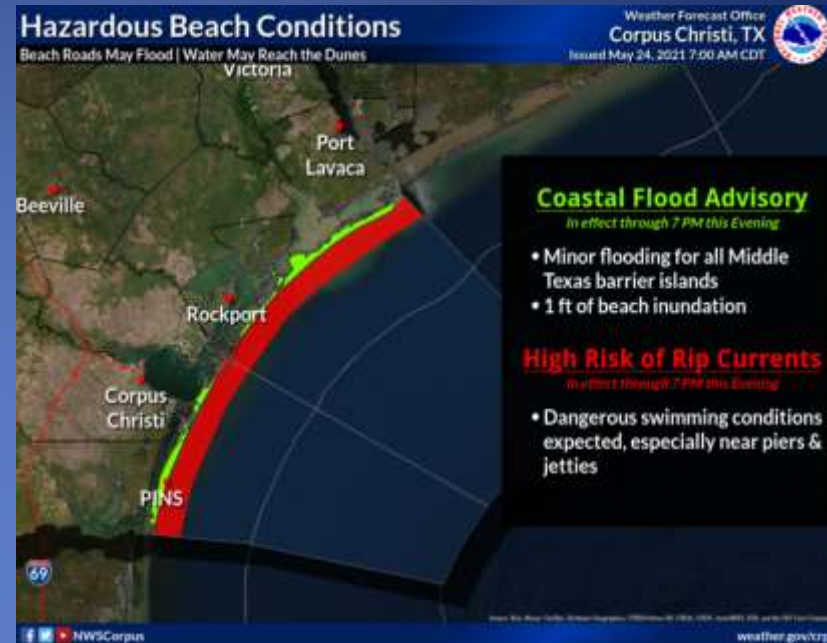 Hazardous Beach Conditions
Beach Roads May Flood | Water May Reach the Dunes
Weather Forecast Office
Corpus Christi, TX
Issued May 24, 2021 7:00 AM CDT
Victoria
Port
Lavaca
Beeville
Rockport
Corpus
Christi
PINS
69
Coastal Flood Advisory
In effect through 7 PM this Evening
• Minor flooding for all Middle
Texas barrier islands
• 1 ft of beach inundation
High Risk of Rip Currents
In effect through 7 PM this Evening
• Dangerous swimming conditions
expected, especially near piers &
jetties
NWSCorpus
weather.gov/crp